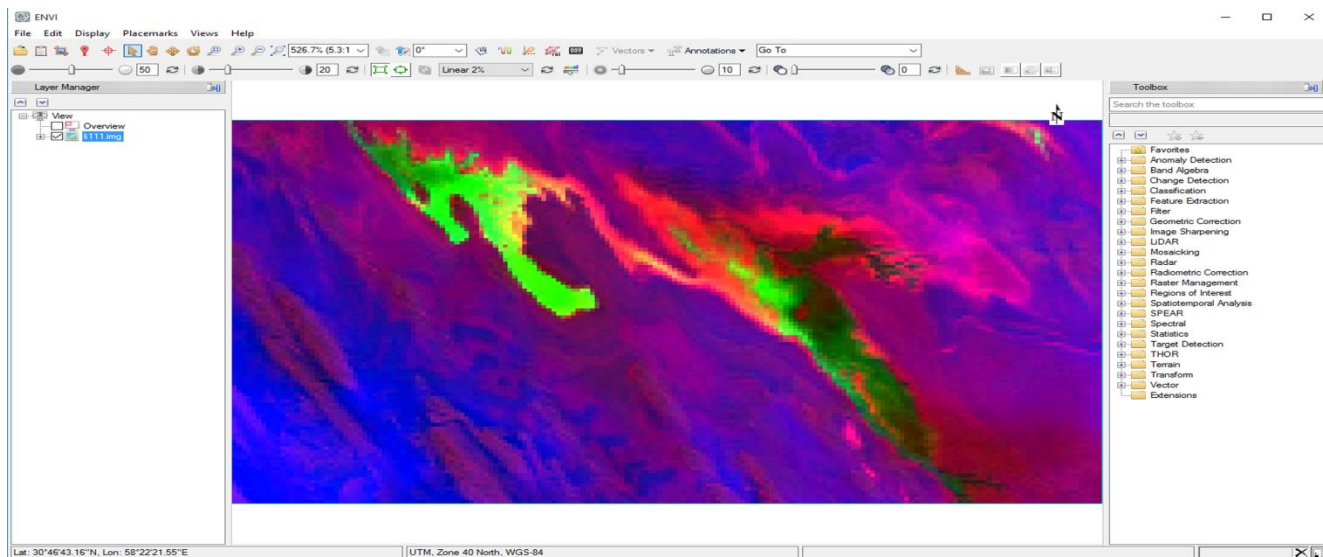 ENVI
File Edit Display Placemarks Views Help
526.7% (5.3:1 0° Vectors Annotations Go To
50 20 Linear 2% 10 0
Layer Manager
View
Overview
li111.img
N
Toolbox
Search the toolbox
Favorites
Anomaly Detection
Band Algebra
Change Detection
Classification
Feature Extraction
Filter
Geometric Correction
Image Sharpening
LiDAR
Mosaicking
Radar
Radiometric Correction
Raster Management
Regions of Interest
Spatiotemporal Analysis
SPEAR
Spectral
Statistics
Target Detection
THOR
Terrain
Transform
Vector
Extensions
Lat: 30°46'43.16"N, Lon: 58°22'21.55"E
UTM, Zone 40 North, WGS-84